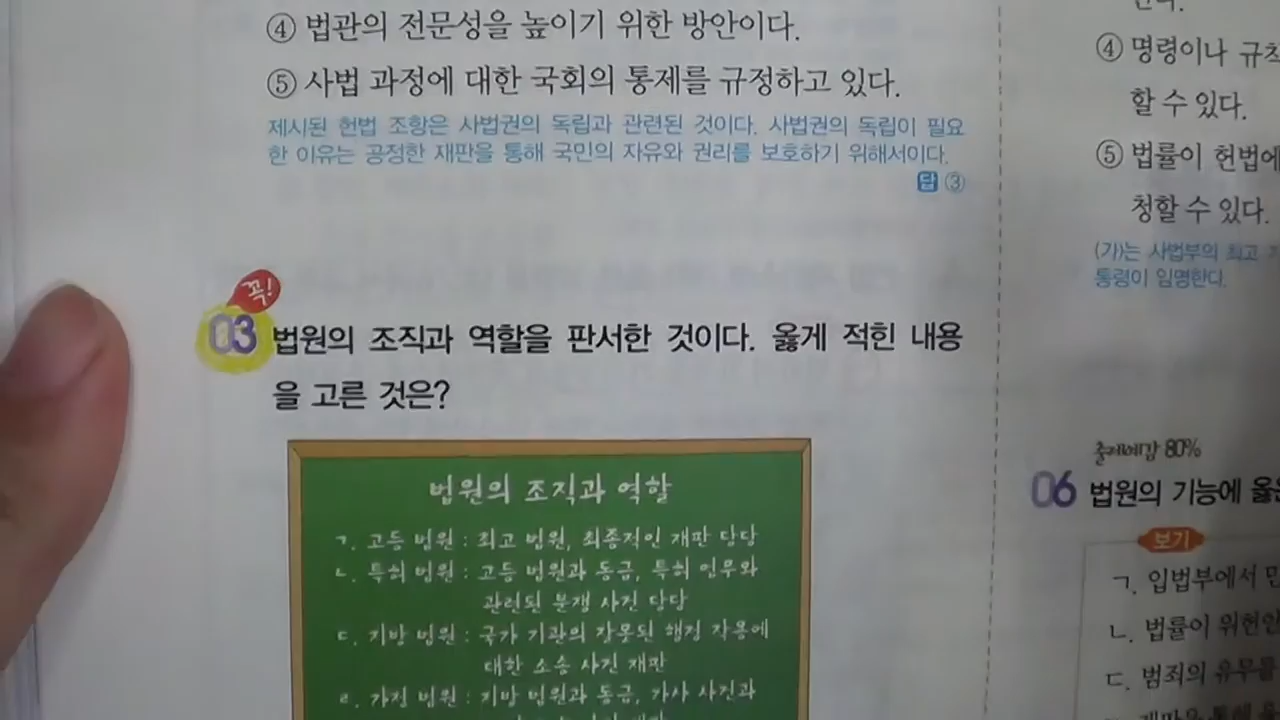 ④ 법관의 전문성을 높이기 위한 방안이다.
⑤ 사법 과정에 대한 국회의 통제를 규정하고 있다.
제시된 헌법 조항은 사법권의 독립과 관련된 것이다. 사법권의 독립이 필요
한 이유는 공정한 재판을 통해 국민의 자유와 권리를 보호하기 위해서이다.
답 ③
꼭!
03 법원의 조직과 역할을 판서한 것이다. 옳게 적힌 내용
을 고른 것은?
법원의 조직과 역할
ㄱ. 고등 법원 : 최고 법원, 최종적인 재판 담당
ㄴ. 특허 법원 : 고등 법원과 동급, 특허 업무와
관련된 분쟁 사건 담당
ㄷ. 지방 법원 : 국가 기관의 잘못된 행정 작용에
대한 소송 사건 재판
ㄹ. 가정 법원 : 지방 법원과 동급, 가사 사건과
④ 명령이나 규칙
할 수 있다.
⑤ 법률이 헌법에
청할 수 있다.
(가)는 사법부의 최고
통령이 임명한다.
출제예감 80%
06 법원의 기능에
보기
ㄱ. 입법부에서
ㄴ. 법률이 위헌인
ㄷ. 범죄의 유무를